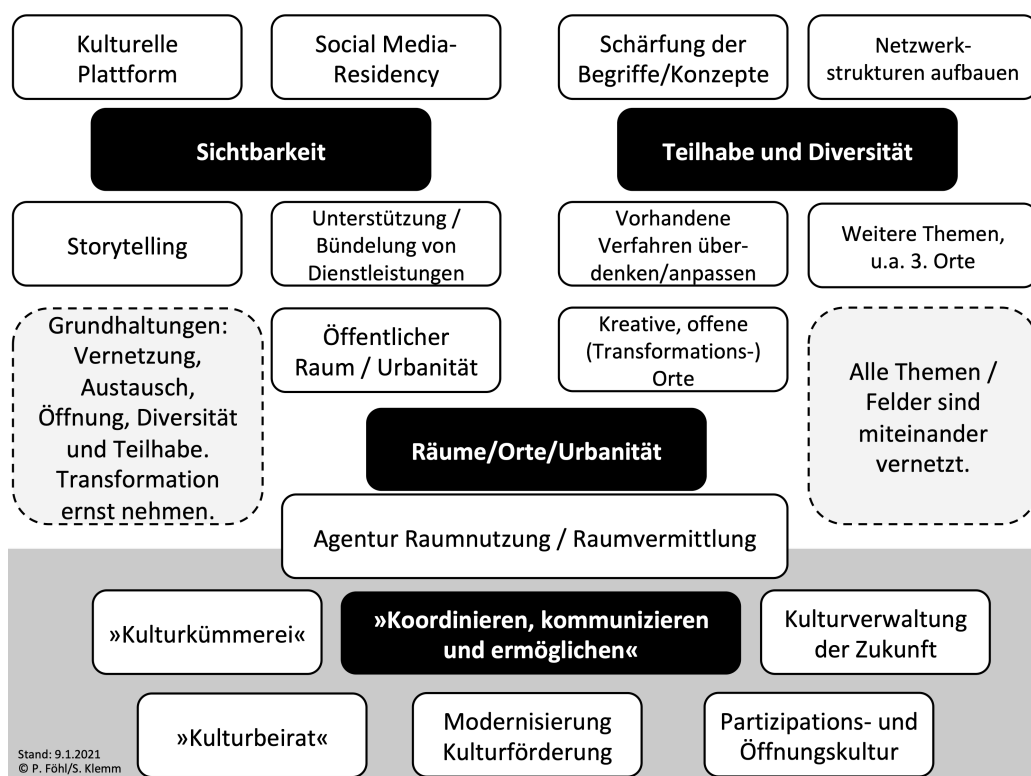 Kulturelle
Plattform
Social Media-
Residency
Schärfung der
Begriffe/Konzepte
Netzwerk-
strukturen aufbauen
Sichtbarkeit
Teilhabe und Diversität
Storytelling
Unterstützung /
Bündelung von
Dienstleistungen
Vorhandene
Verfahren über-
denken/anpassen
Weitere Themen,
u.a. 3. Orte
Grundhaltungen:
Vernetzung,
Austausch,
Öffnung, Diversität
und Teilhabe.
Transformation
ernst nehmen.
Öffentlicher
Raum / Urbanität
Kreative, offene
(Transformations-)
Orte
Alle Themen /
Felder sind
miteinander
vernetzt.
Räume/Orte/Urbanität
Agentur Raumnutzung / Raumvermittlung
»Kulturkümmerei«
»Koordinieren, kommunizieren
und ermöglichen«
Kulturverwaltung
der Zukunft
»Kulturbeirat«
Modernisierung
Kulturförderung
Partizipations- und
Öffnungskultur
Stand: 9.1.2021
© P. Föhl/S. Klemm